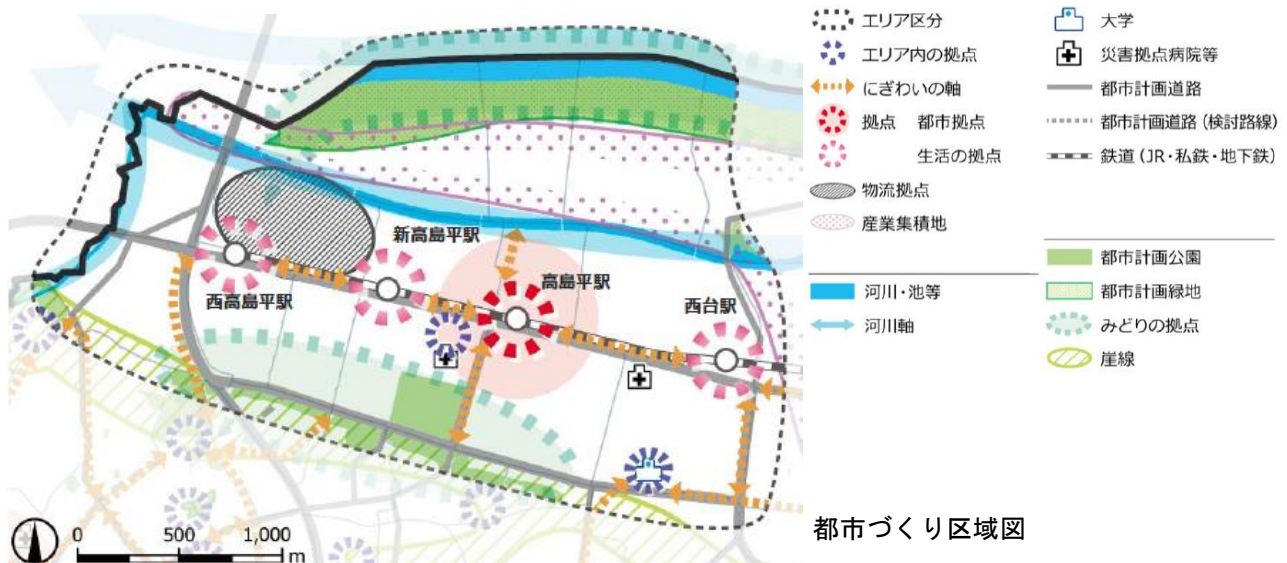 新高島平駅
高島平駅
西高島平駅
西台駅
0 500 1,000
m
エリア区分
エリア内の拠点
にぎわいの軸
拠点 都市拠点
生活の拠点
物流拠点
産業集積地
河川・池等
河川軸
大学
災害拠点病院等
都市計画道路
都市計画道路（検討路線）
鉄道（JR・私鉄・地下鉄）
都市計画公園
都市計画緑地
みどりの拠点
崖線
都市づくり区域図